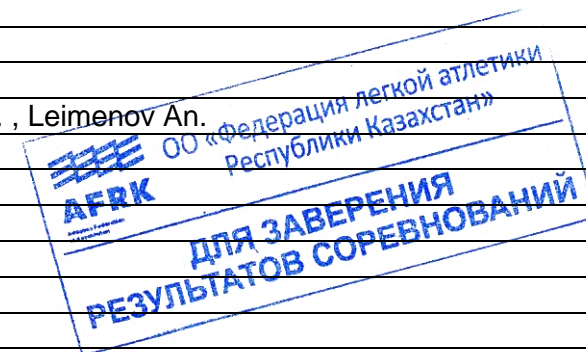 , Leimenov An.
ОО «Федерация легкой атлетики
Республики Казахстан»
AFRK
ДЛЯ ЗАВЕРЕНИЯ
РЕЗУЛЬТАТОВ СОРЕВНОВАНИЙ